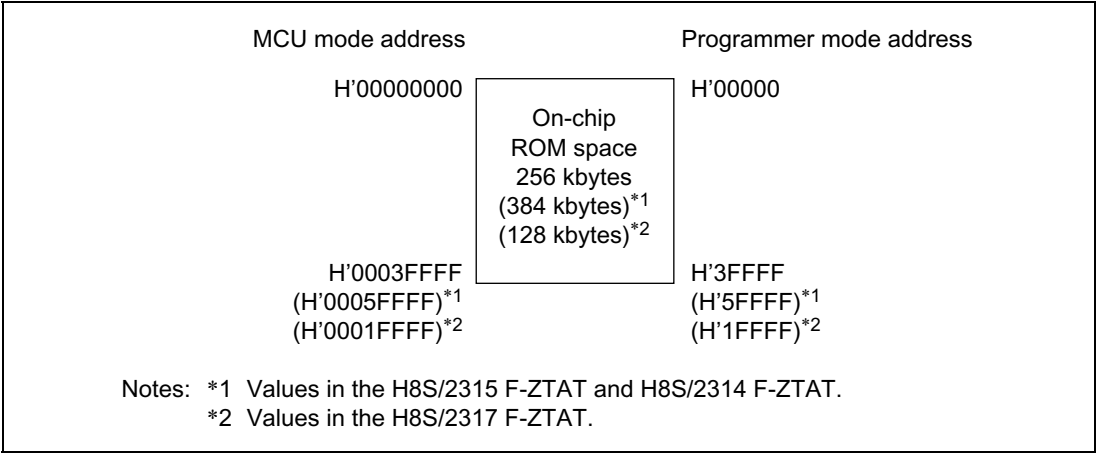 MCU mode address Programmer mode address
H'00000000 H'00000
On-chip
ROM space
256 kbytes
(384 kbytes)*1
(128 kbytes)*2
H'0003FFFF H'3FFFF
(H'0005FFFF)*1 (H'5FFFF)*1
(H'0001FFFF)*2 (H'1FFFF)*2
Notes: *1 Values in the H8S/2315 F-ZTAT and H8S/2314 F-ZTAT.
*2 Values in the H8S/2317 F-ZTAT.